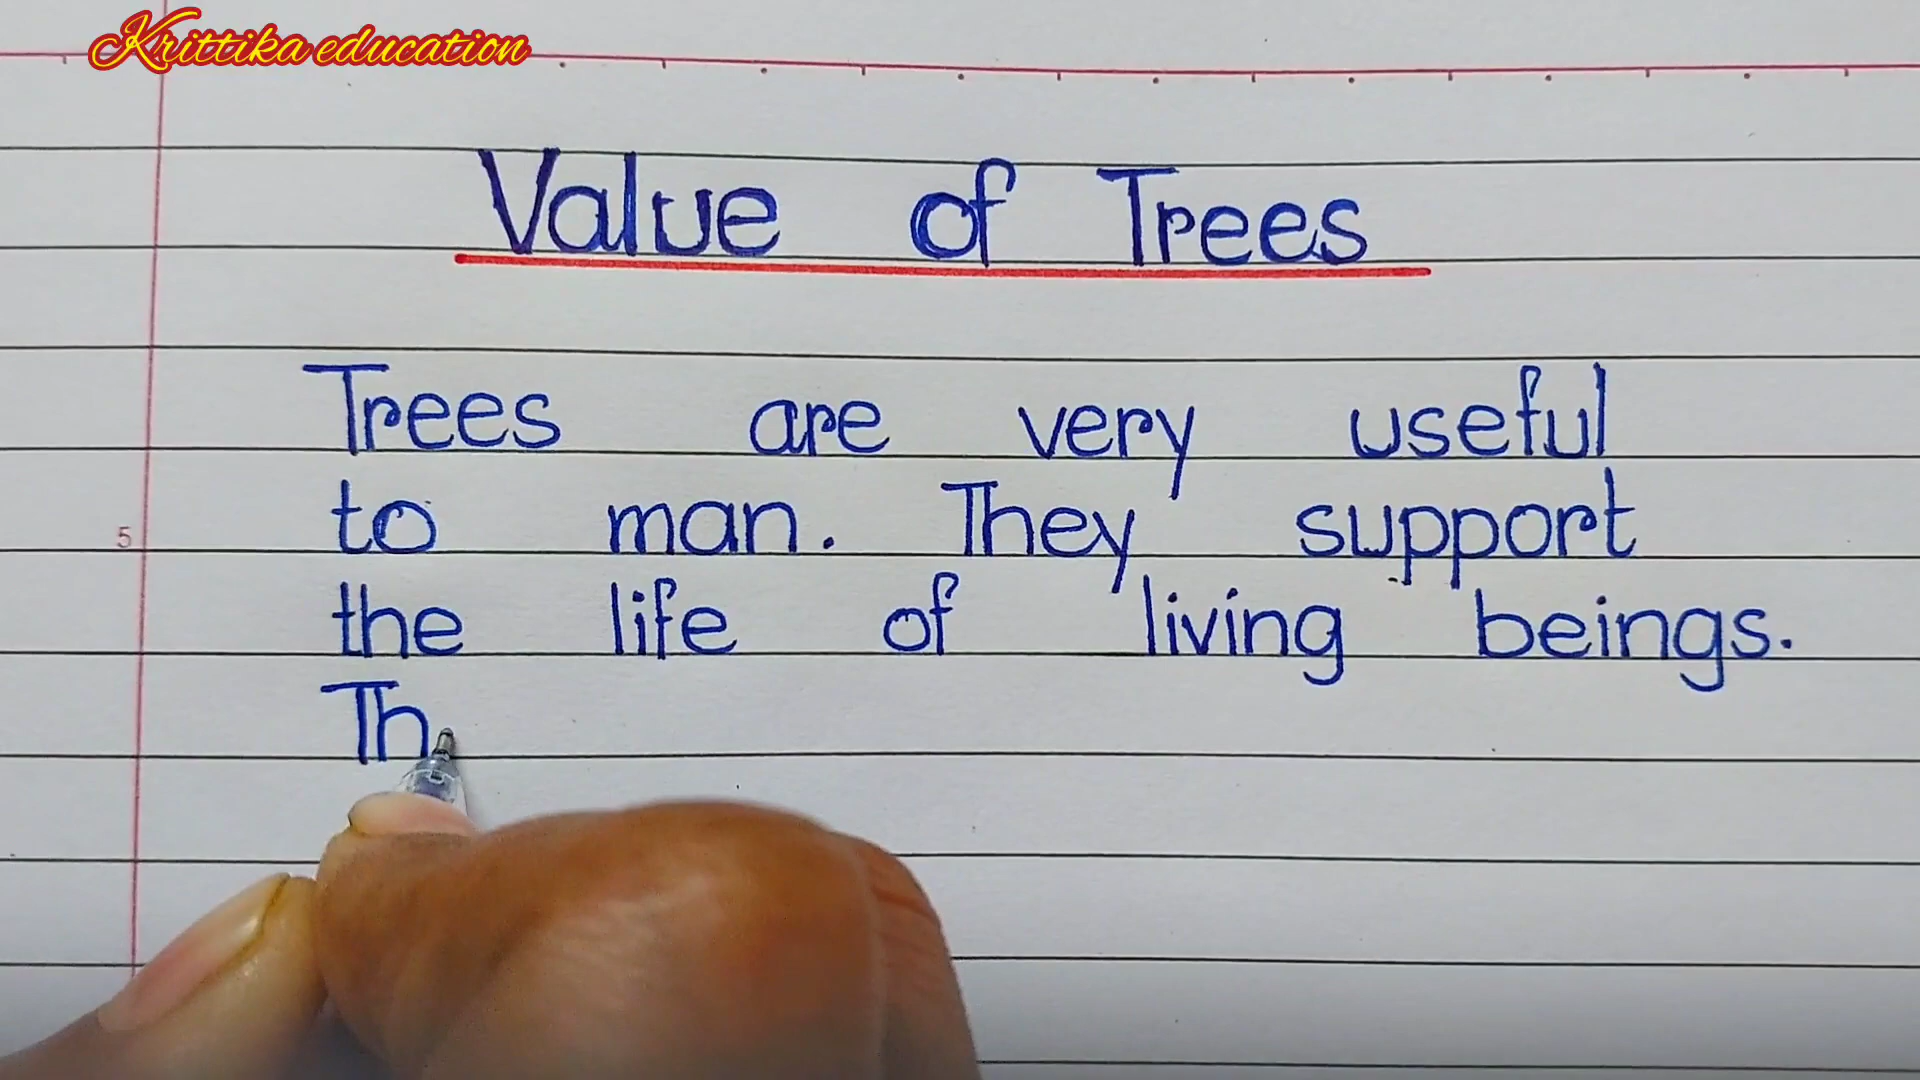 Krittika education
Value of Trees
Trees are very useful
to man. They support
5
the life of living beings.
Th